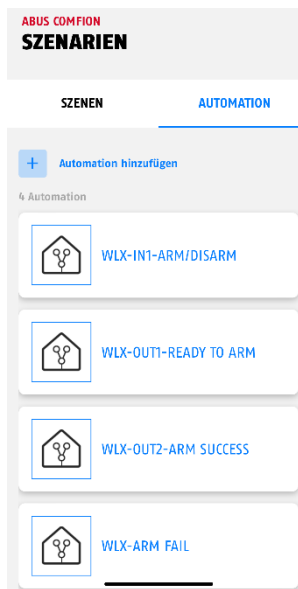 ABUS COMFION
SZENARIEN
SZENEN AUTOMATION
+ Automation hinzufügen
4 Automation
WLX-IN1-ARM/DISARM
WLX-OUT1-READY TO ARM
WLX-OUT2-ARM SUCCESS
WLX-ARM FAIL